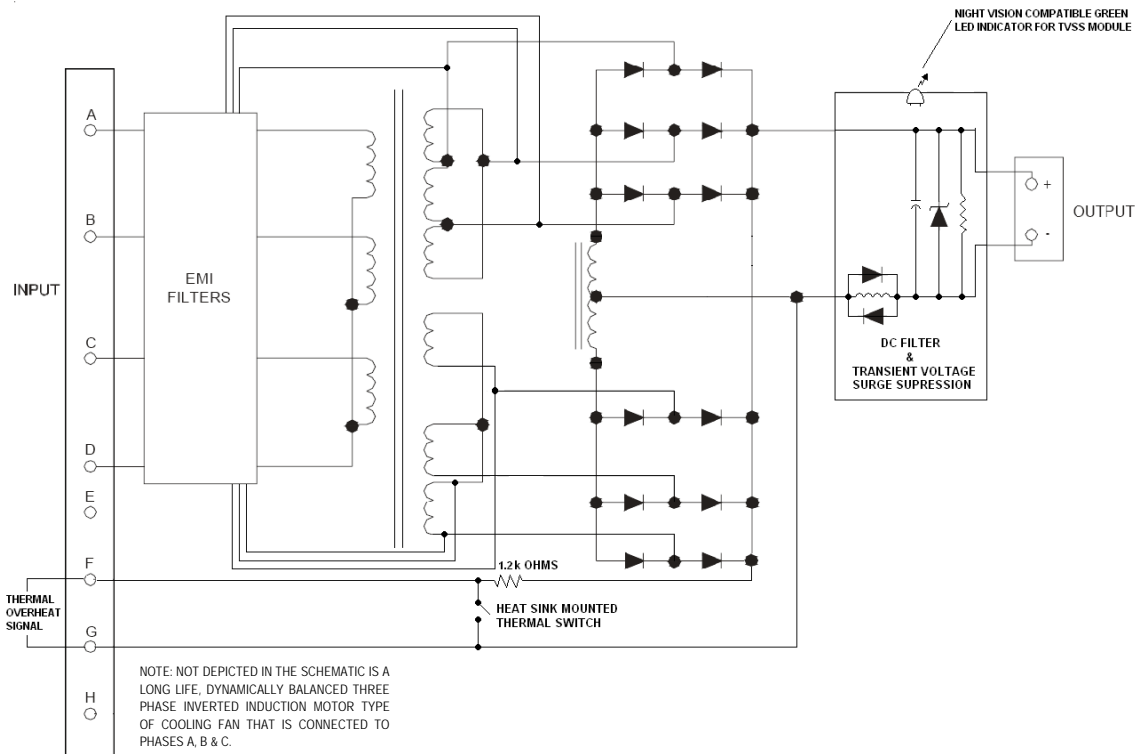 NIGHT VISION COMPATIBLE GREEN
LED INDICATOR FOR TVSS MODULE
A
B
C
D
E
F
G
H
INPUT
EMI
FILTERS
+
-
OUTPUT
DC FILTER
&
TRANSIENT VOLTAGE
SURGE SUPRESSION
1.2k OHMS
HEAT SINK MOUNTED
THERMAL SWITCH
THERMAL
OVERHEAT
SIGNAL
NOTE: NOT DEPICTED IN THE SCHEMATIC IS A
LONG LIFE, DYNAMICALLY BALANCED THREE
PHASE INVERTED INDUCTION MOTOR TYPE
OF COOLING FAN THAT IS CONNECTED TO
PHASES A, B & C.